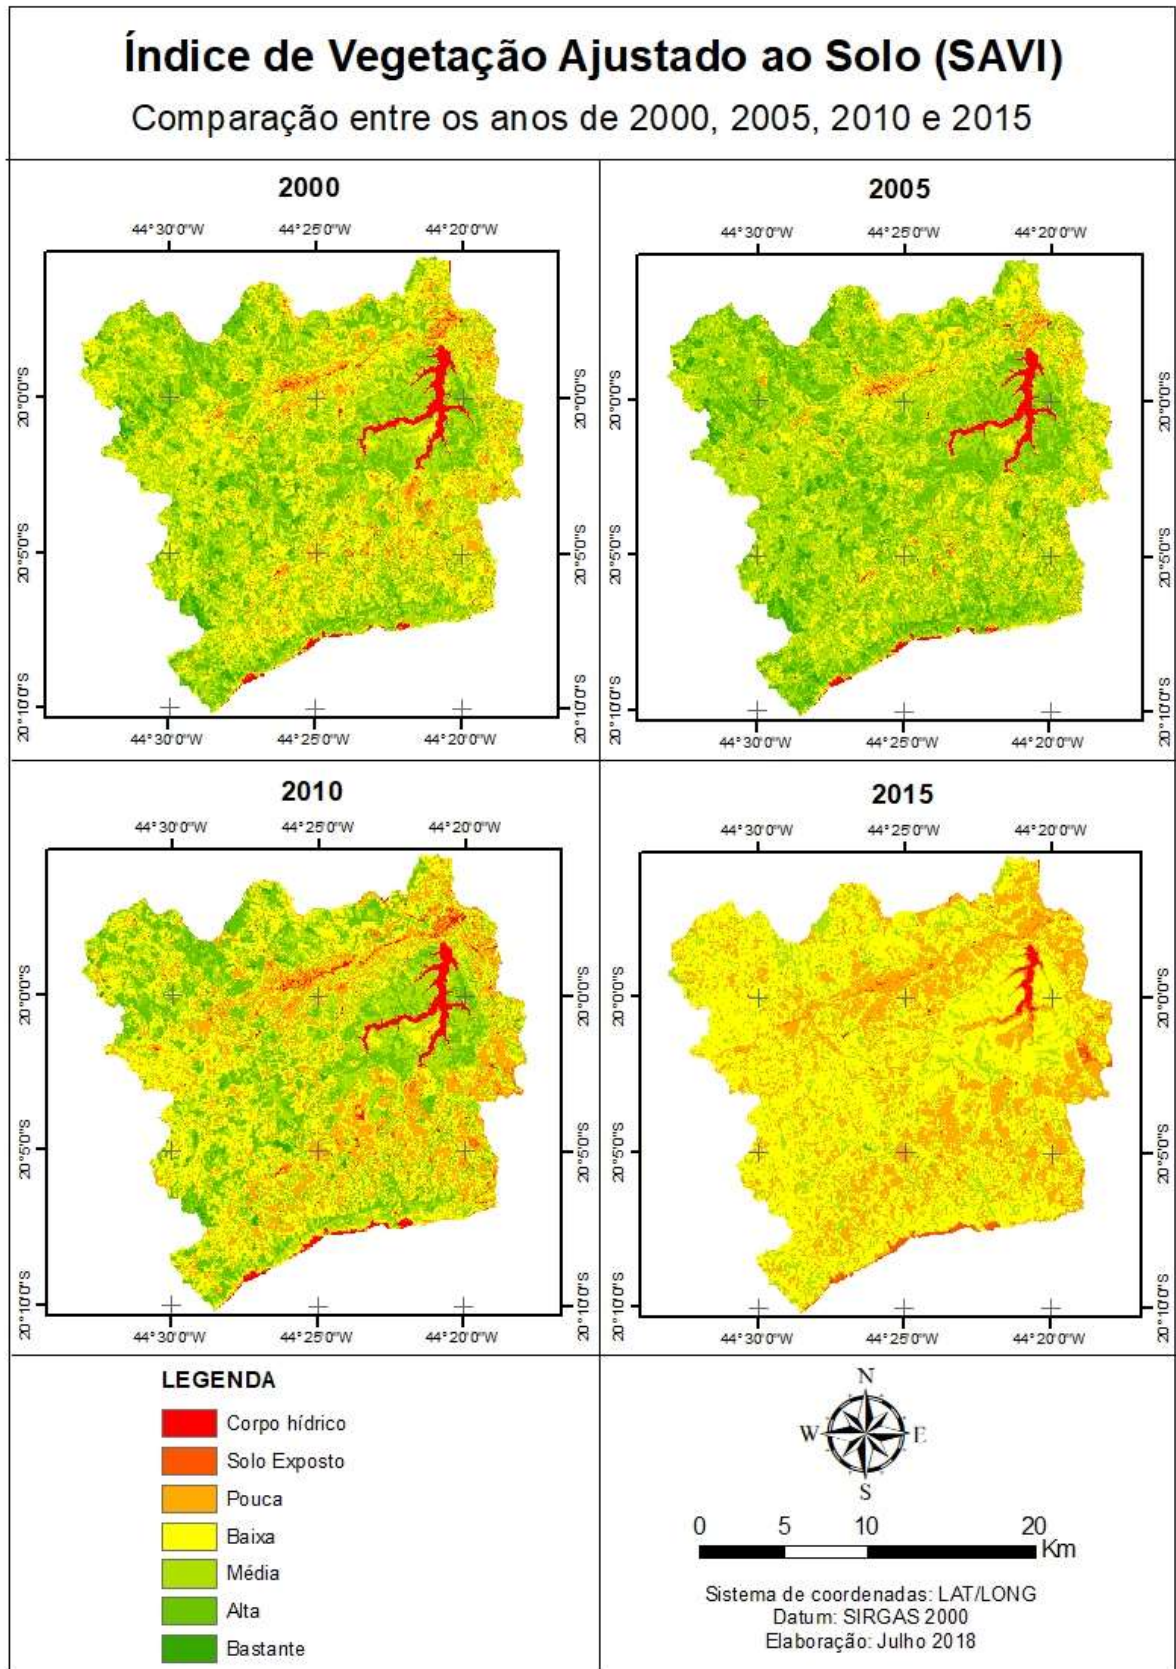 Índice de Vegetação Ajustado ao Solo (SAVI)
Comparação entre os anos de 2000, 2005, 2010 e 2015
2000
44°30'0"W 44°25'0"W 44°20'0"W
20°0'0"S 20°0'0"S
20°5'0"S 20°5'0"S
20°10'0"S 20°10'0"S
44°30'0"W 44°25'0"W 44°20'0"W
2005
44°30'0"W 44°25'0"W 44°20'0"W
20°0'0"S 20°0'0"S
20°5'0"S 20°5'0"S
20°10'0"S 20°10'0"S
44°30'0"W 44°25'0"W 44°20'0"W
2010
44°30'0"W 44°25'0"W 44°20'0"W
20°0'0"S 20°0'0"S
20°5'0"S 20°5'0"S
20°10'0"S 20°10'0"S
44°30'0"W 44°25'0"W 44°20'0"W
2015
44°30'0"W 44°25'0"W 44°20'0"W
20°0'0"S 20°0'0"S
20°5'0"S 20°5'0"S
20°10'0"S 20°10'0"S
44°30'0"W 44°25'0"W 44°20'0"W
LEGENDA
Corpo hídrico
Solo Exposto
Pouca
Baixa
Média
Alta
Bastante
N
W E
S
0 5 10 20
Km
Sistema de coordenadas: LAT/LONG
Datum: SIRGAS 2000
Elaboração: Julho 2018